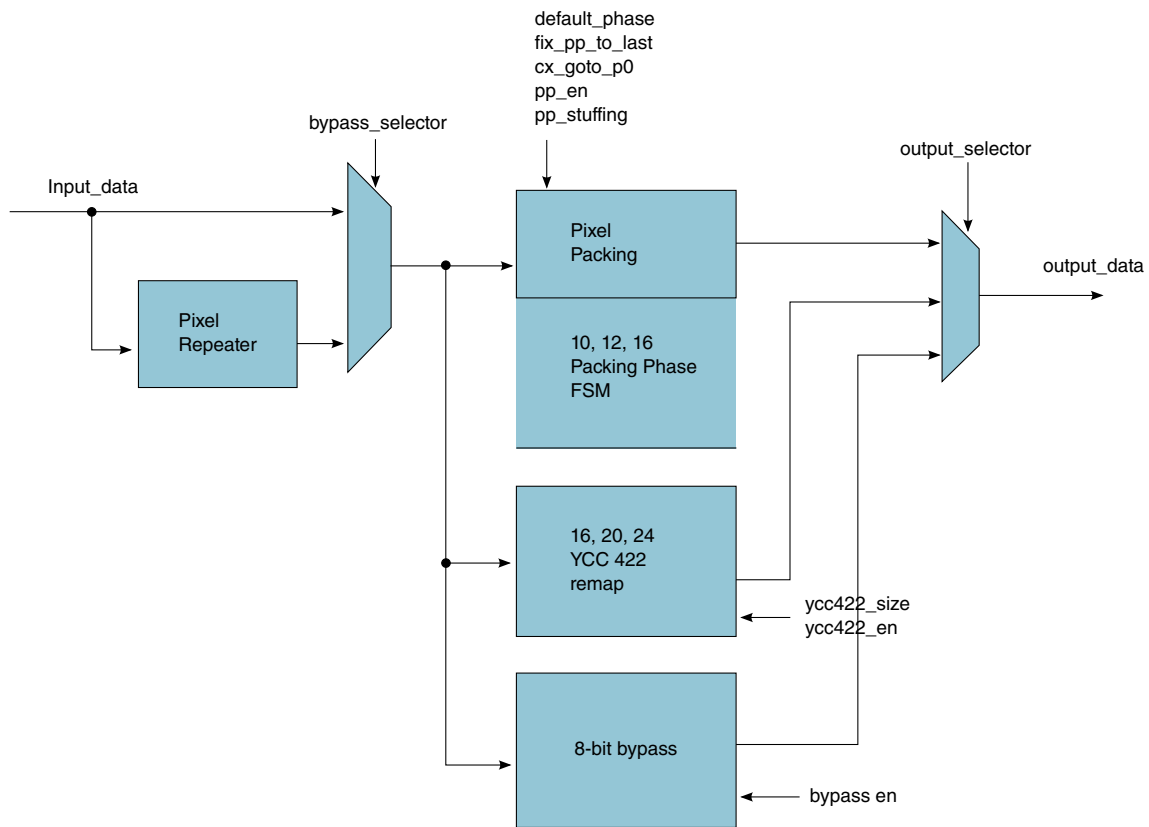 default_phase
fix_pp_to_last
cx_goto_p0
pp_en
pp_stuffing
bypass_selector
output_selector
Input_data
Pixel
Packing
output_data
Pixel
Repeater
10, 12, 16
Packing Phase
FSM
16, 20, 24
YCC 422
remap
ycc422_size
ycc422_en
8-bit bypass
bypass en